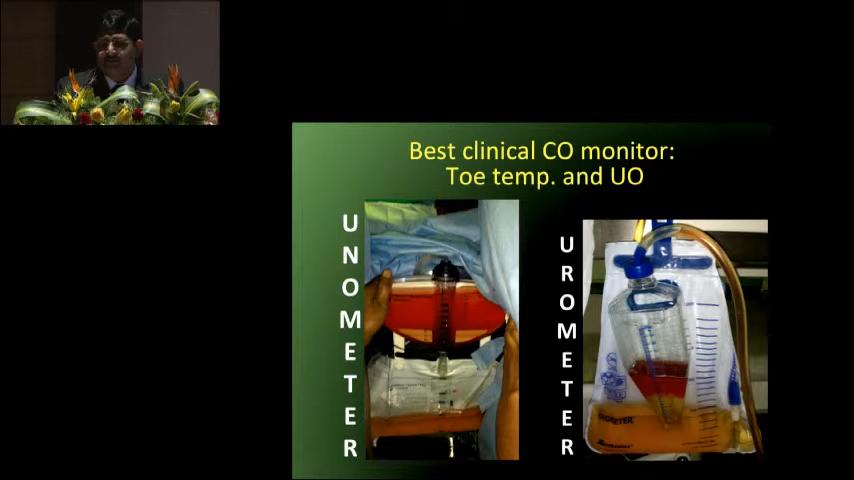 Best clinical CO monitor:
Toe temp. and UO
UNOMETER
UROMETER